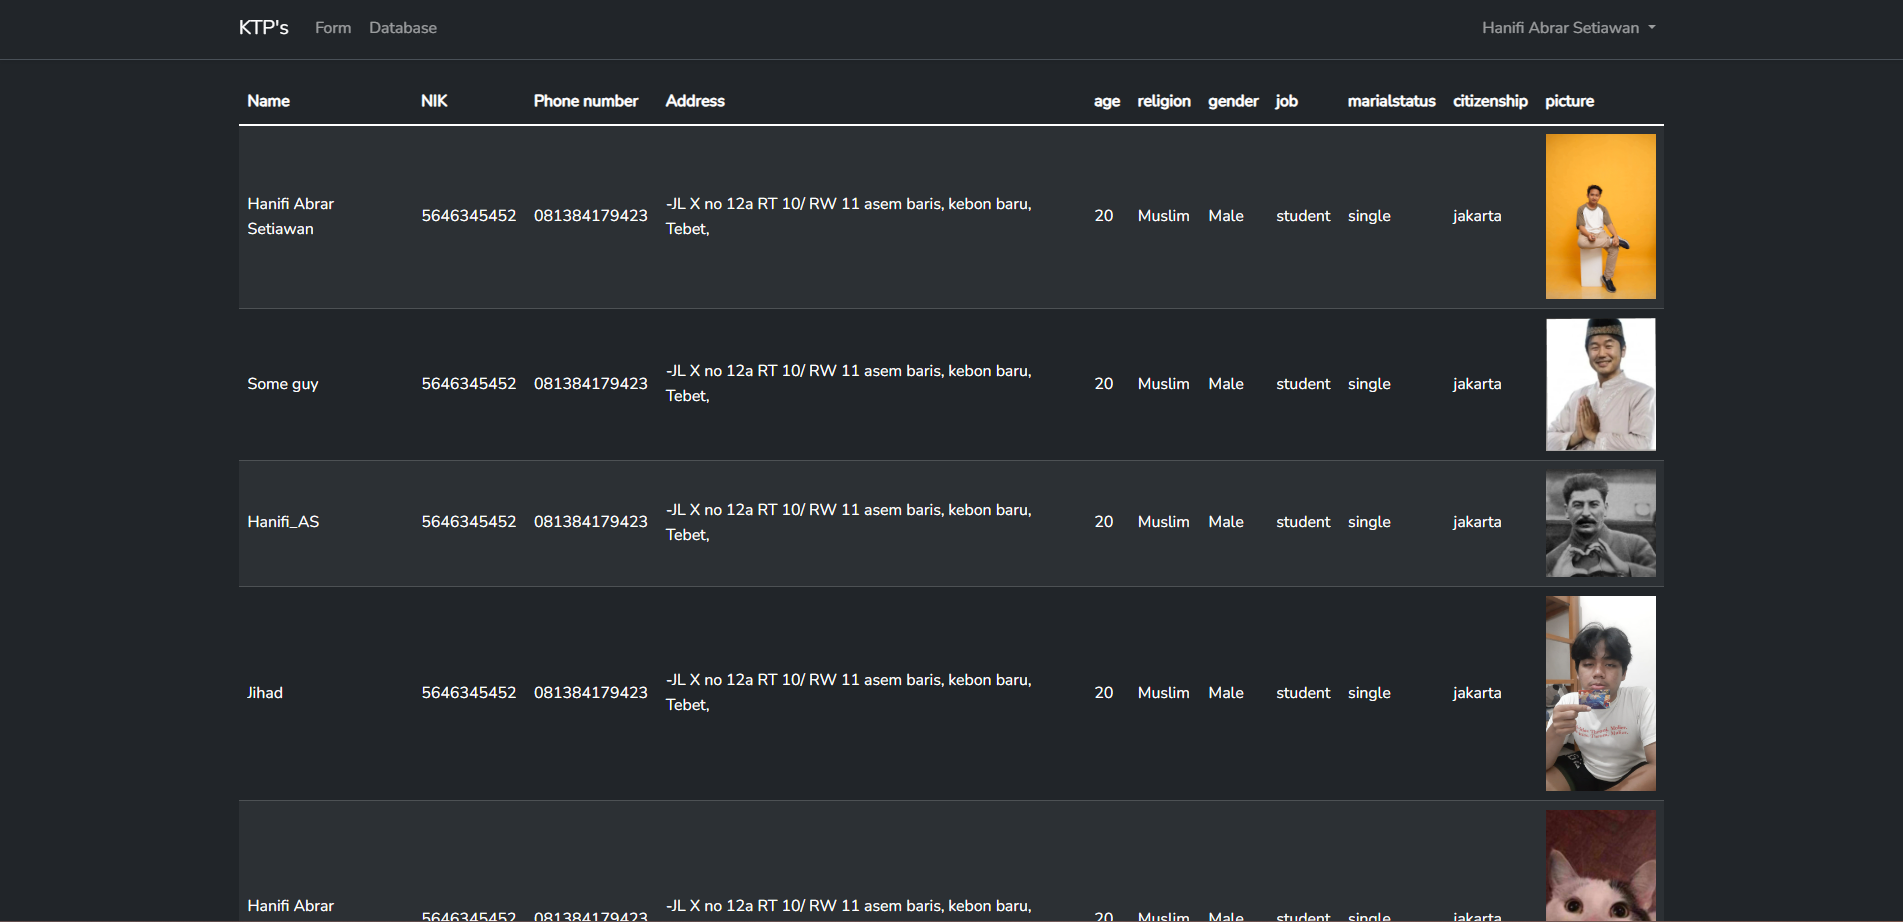 KTP's Form Database Hanifi Abrar Setiawan
Name NIK Phone number Address age religion gender job marialstatus citizenship picture
Hanifi Abrar
Setiawan
5646345452 081384179423
-JL X no 12a RT 10/ RW 11 asem baris, kebon baru,
Tebet,
20 Muslim Male student single jakarta
Some guy 5646345452 081384179423
-JL X no 12a RT 10/ RW 11 asem baris, kebon baru,
Tebet,
20 Muslim Male student single jakarta
Hanifi_AS 5646345452 081384179423
-JL X no 12a RT 10/ RW 11 asem baris, kebon baru,
Tebet,
20 Muslim Male student single jakarta
Jihad 5646345452 081384179423
-JL X no 12a RT 10/ RW 11 asem baris, kebon baru,
Tebet,
20 Muslim Male student single jakarta
Hanifi Abrar
5646345452 081384179423
-JL X no 12a RT 10/ RW 11 asem baris, kebon baru,
20 Muslim Male student single jakarta